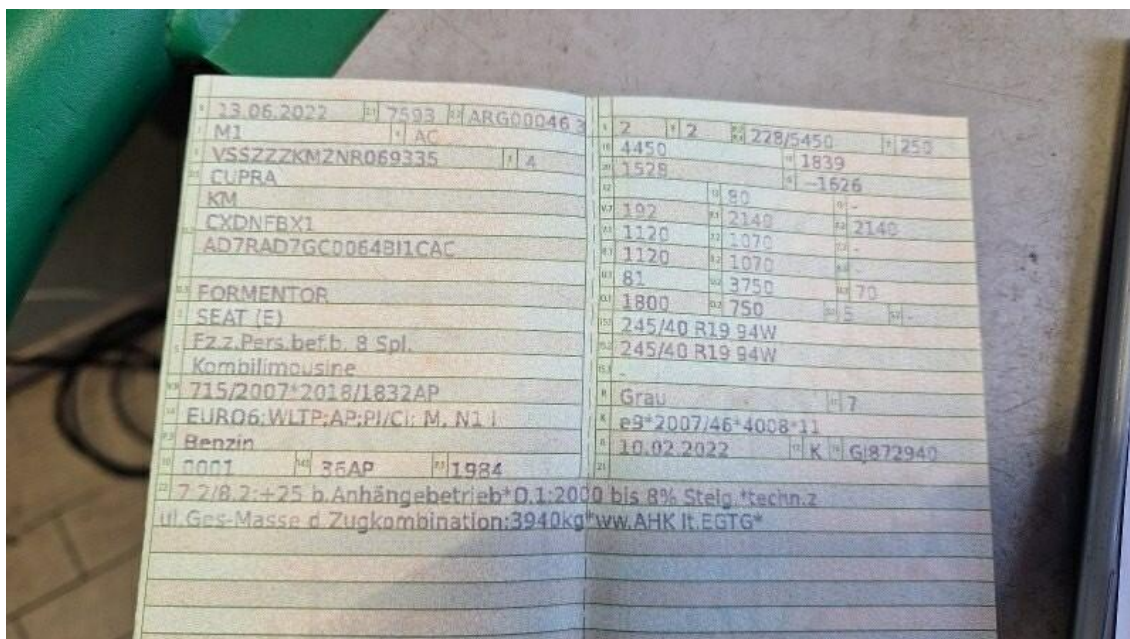 13.06.2022 7593 ARG00046 3
M1 AC
VSSZZZKMZNR069335 4
CUPRA
KM
CXDNFBX1
AD7RAD7GC0064BI1CAC
FORMENTOR
SEAT (E)
Fz.z.Pers.bef.b. 8 Spl.
Kombilimousine
715/2007*2018/1832AP
EURO6;WLTP;AP;PI/CI; M, N1 I
Benzin
0001 36AP 1984
2 2 228/5450 250
4450 1839
1528 -1626
80 -
192 2140 2140
1120 1070 -
1120 1070 -
81 3750 70
1800 750 5 -
245/40 R19 94W
245/40 R19 94W
-
Grau 7
e9*2007/46*4008*11
10.02.2022 K GJ872940
7.2/8.2:+25 b.Anhängebetrieb*O.1:2000 bis 8% Steig.*techn.z
ul.Ges-Masse d.Zugkombination:3940kg*ww.AHK lt.EGTG*